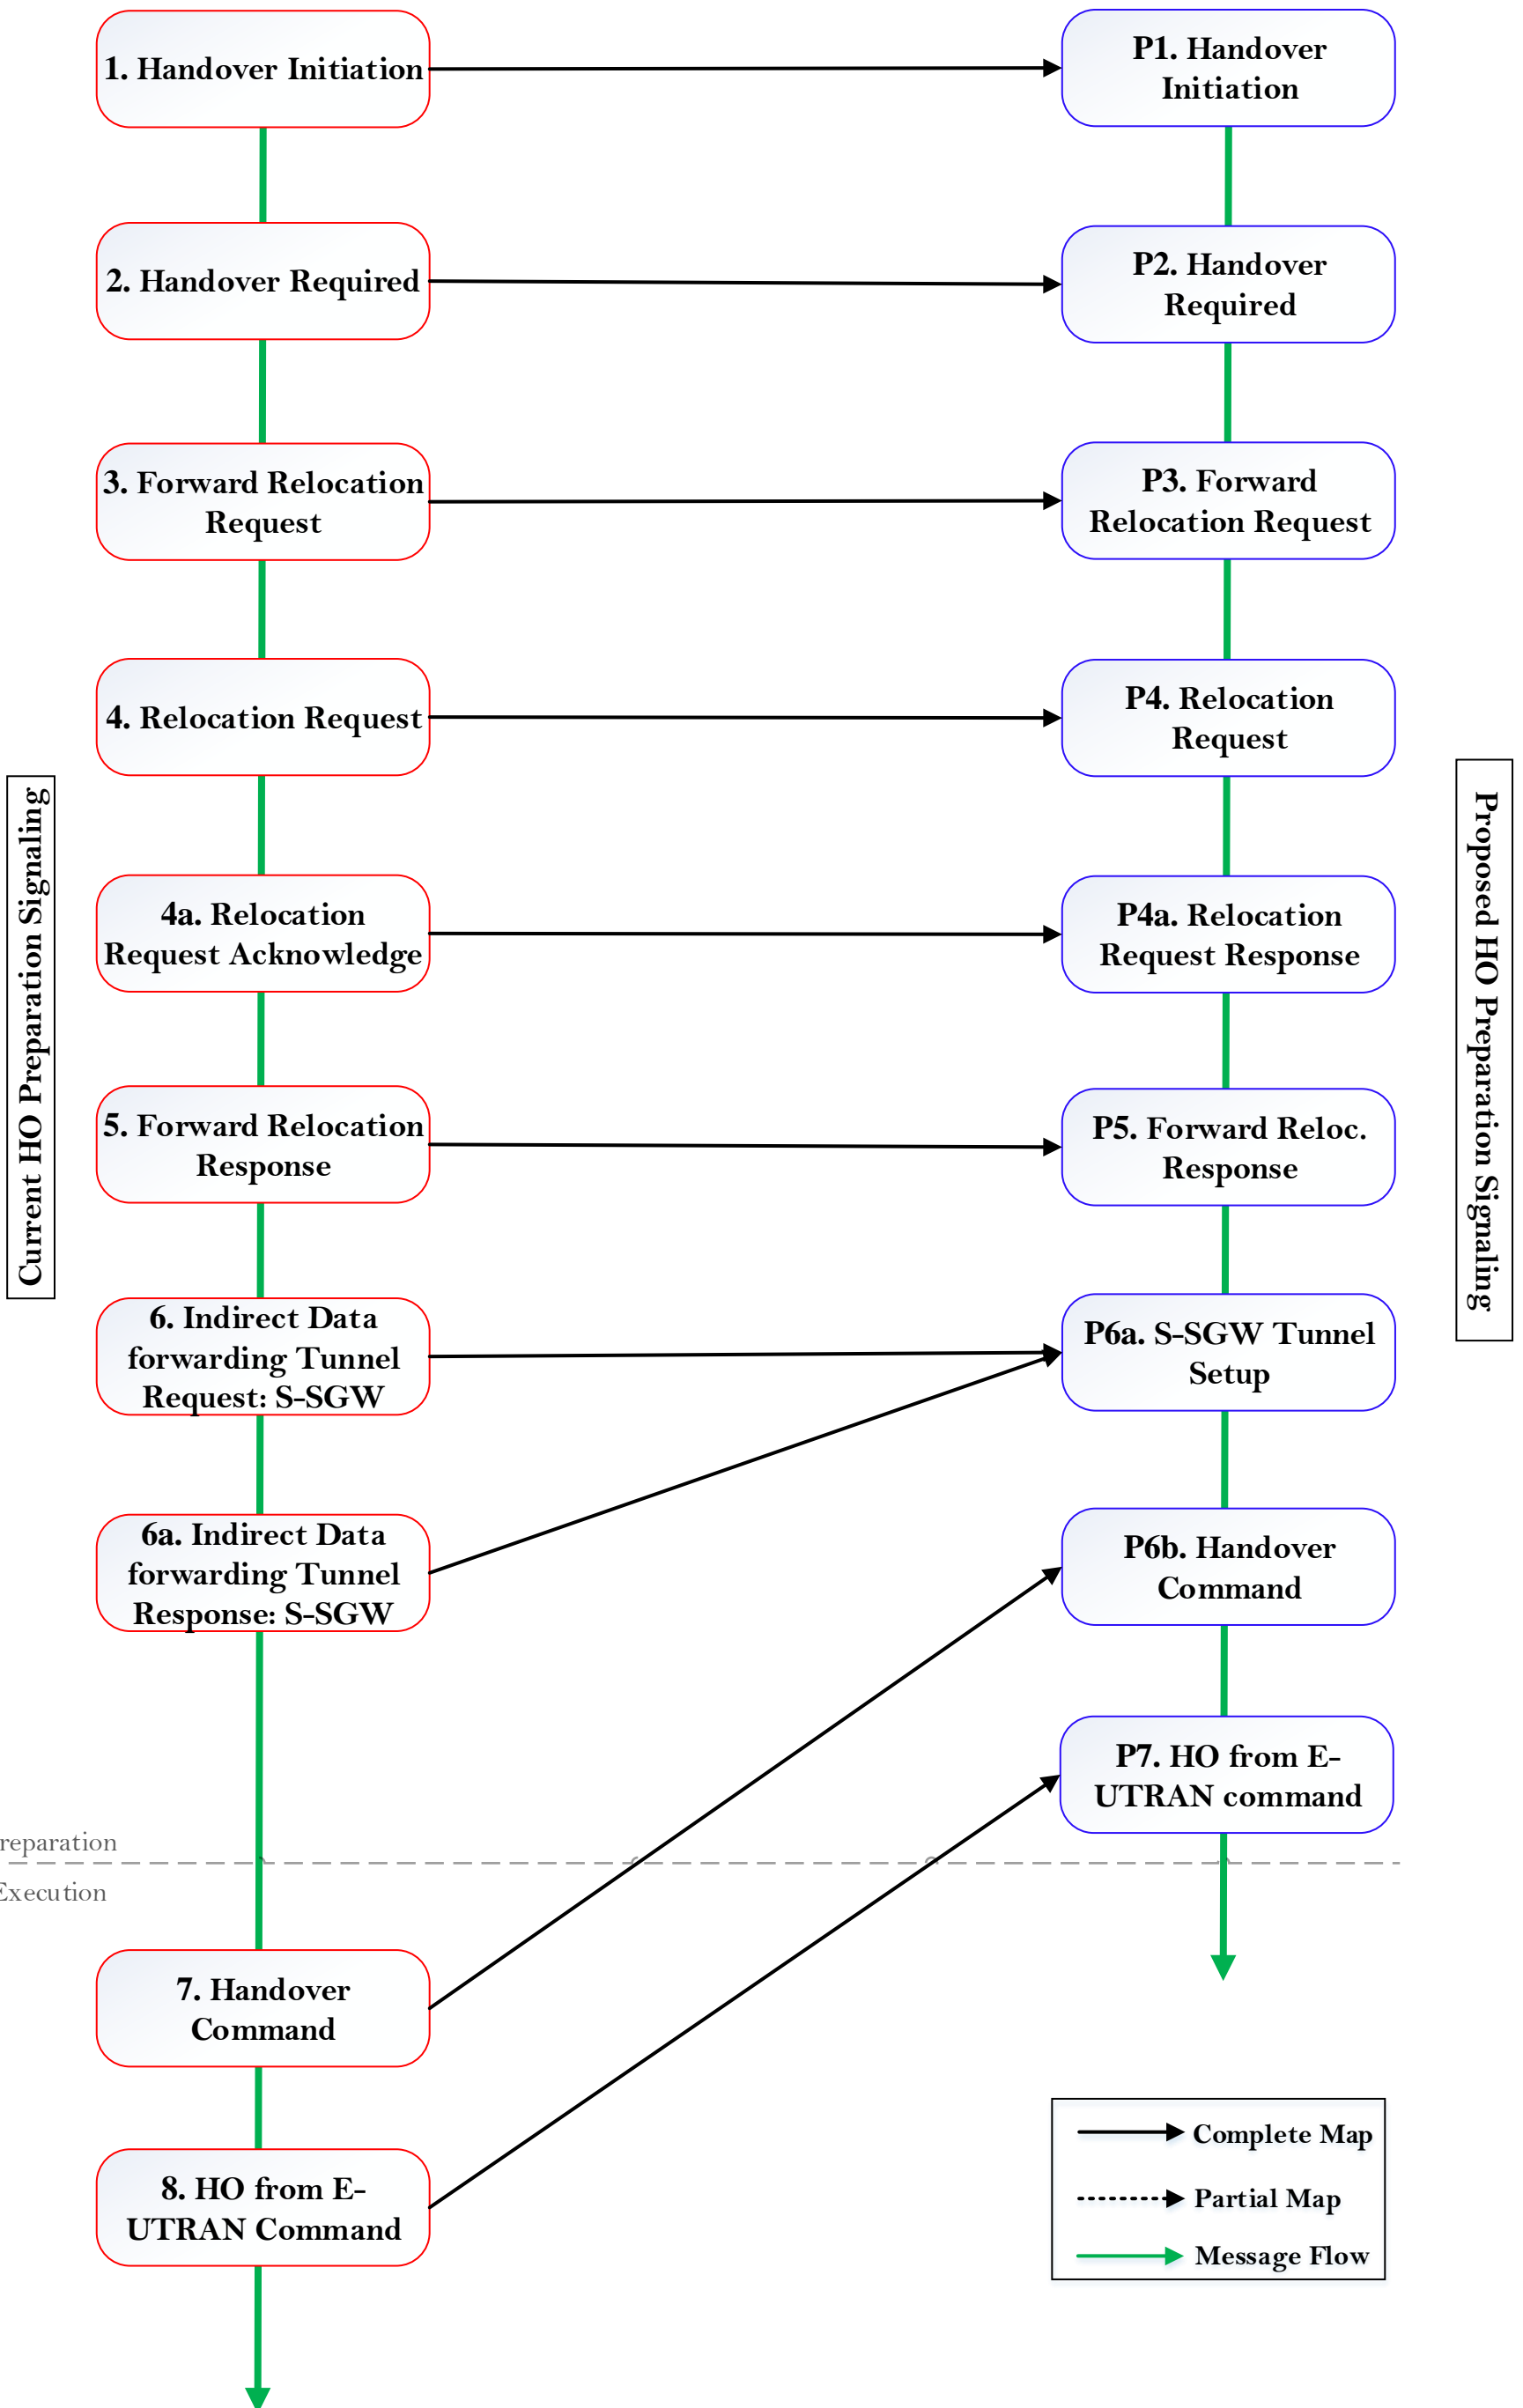 1. Handover Initiation
P1. Handover
Initiation
2. Handover Required
P2. Handover
Required
3. Forward Relocation
Request
P3. Forward
Relocation Request
4. Relocation Request
P4. Relocation
Request
Current HO Preparation Signaling
Proposed HO Preparation Signaling
4a. Relocation
Request Acknowledge
P4a. Relocation
Request Response
5. Forward Relocation
Response
P5. Forward Reloc.
Response
6. Indirect Data
forwarding Tunnel
Request: S-SGW
P6a. S-SGW Tunnel
Setup
6a. Indirect Data
forwarding Tunnel
Response: S-SGW
P6b. Handover
Command
P7. HO from E-
UTRAN command
reparation
Execution
7. Handover
Command
8. HO from E-
UTRAN Command
Complete Map
Partial Map
Message Flow